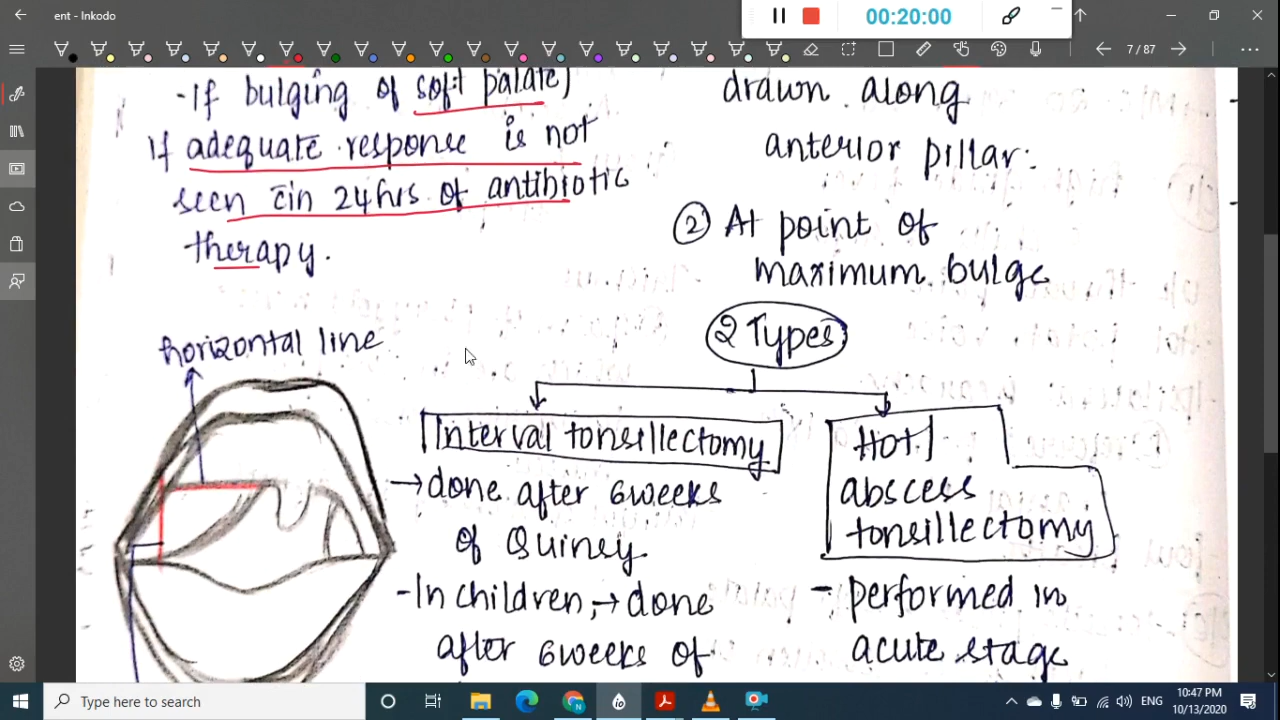 ent - Inkodo
00:20:00
7 / 87
-If bulging of soft palate)
If adequate response is not
seen c̄in 24hrs of antibiotic
therapy.
drawn along
anterior pillar:
② At point of
maximum bulge
horizontal line
2 Types
Interval tonsillectomy
→done after 6weeks
of Quinsy
-In children,→done
after 6weeks of
Hot|
abscess
tonsillectomy
- performed in
acute stage
Type here to search
ENG
10:47 PM
10/13/2020